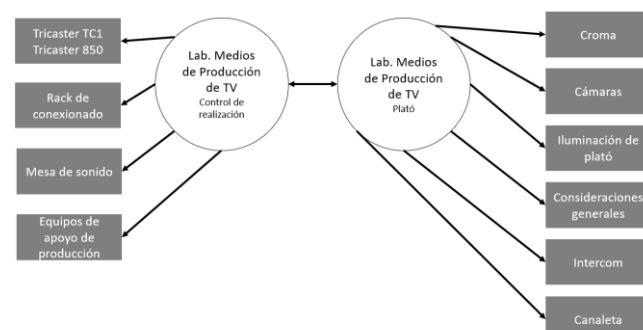 Tricaster TC1
Tricaster 850
Rack de
conexionado
Mesa de sonido
Equipos de
apoyo de
producción
Lab. Medios
de Producción
de TV
Control de
realización
Lab. Medios
de Producción
de TV
Plató
Croma
Cámaras
Iluminación de
plató
Consideraciones
generales
Intercom
Canaleta